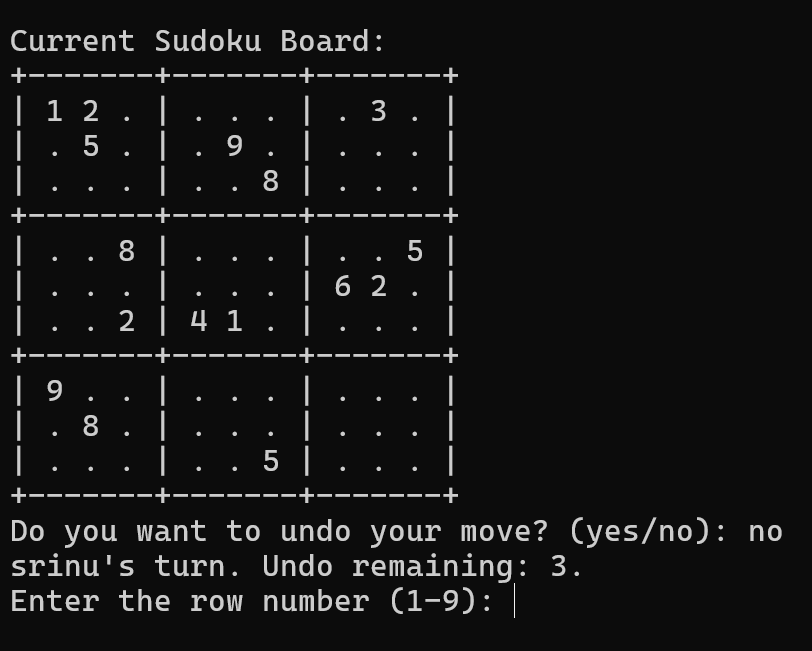 Current Sudoku Board:
+-------+-------+-------+
| 1 2 . | . . . | . 3 . |
| . 5 . | . 9 . | . . . |
| . . . | . . 8 | . . . |
+-------+-------+-------+
| . . 8 | . . . | . . 5 |
| . . . | . . . | 6 2 . |
| . . 2 | 4 1 . | . . . |
+-------+-------+-------+
| 9 . . | . . . | . . . |
| . 8 . | . . . | . . . |
| . . . | . . 5 | . . . |
+-------+-------+-------+
Do you want to undo your move? (yes/no): no
srinu's turn. Undo remaining: 3.
Enter the row number (1-9):